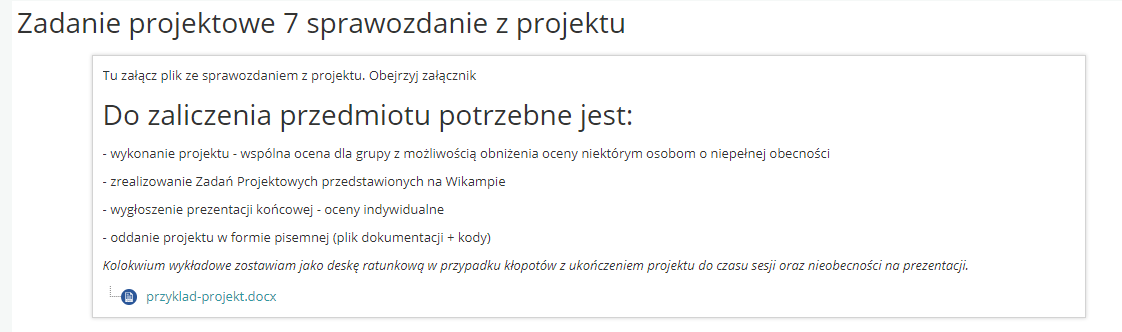 Zadanie projektowe 7 sprawozdanie z projektu
Tu załącz plik ze sprawozdaniem z projektu. Obejrzyj załącznik
Do zaliczenia przedmiotu potrzebne jest:
- wykonanie projektu - wspólna ocena dla grupy z możliwością obniżenia oceny niektórym osobom o niepełnej obecności
- zrealizowanie Zadań Projektowych przedstawionych na Wikampie
- wygłoszenie prezentacji końcowej - oceny indywidualne
- oddanie projektu w formie pisemnej (plik dokumentacji + kody)
Kolokwium wykładowe zostawiam jako deskę ratunkową w przypadku kłopotów z ukończeniem projektu do czasu sesji oraz nieobecności na prezentacji.
przyklad-projekt.docx